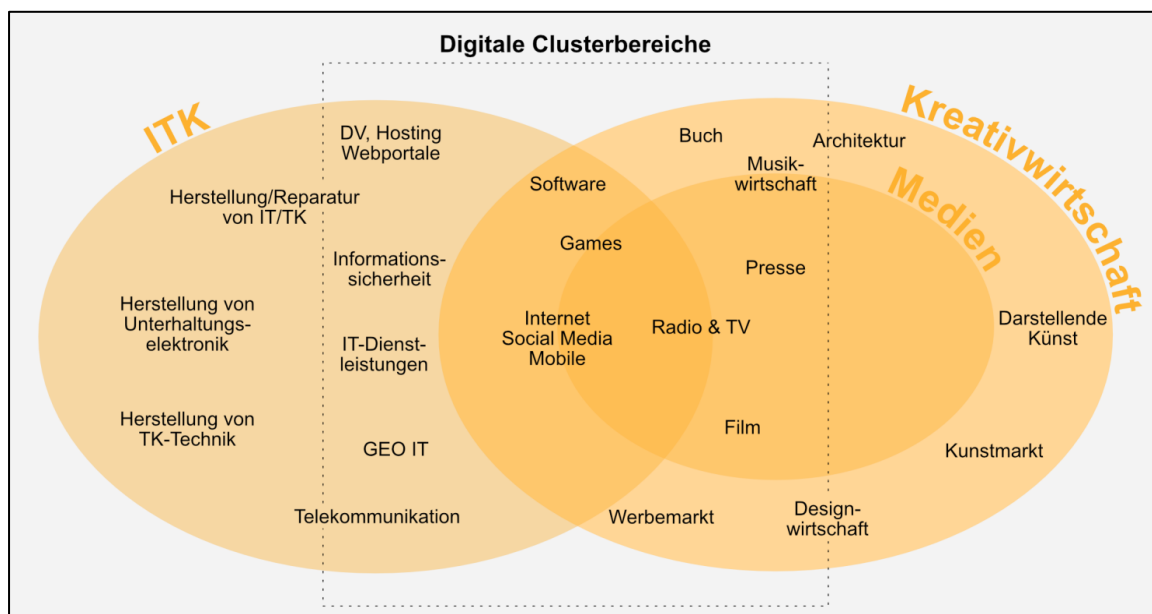 Digitale Clusterbereiche
ITK
Kreativwirtschaft
Medien
DV, Hosting
Webportale
Herstellung/Reparatur
von IT/TK
Informations-
sicherheit
Herstellung von
Unterhaltungs-
elektronik
IT-Dienst-
leistungen
Herstellung von
TK-Technik
GEO IT
Telekommunikation
Software
Games
Internet
Social Media
Mobile
Radio & TV
Buch
Musik-
wirtschaft
Architektur
Presse
Film
Werbemarkt
Design-
wirtschaft
Darstellende
Künst
Kunstmarkt